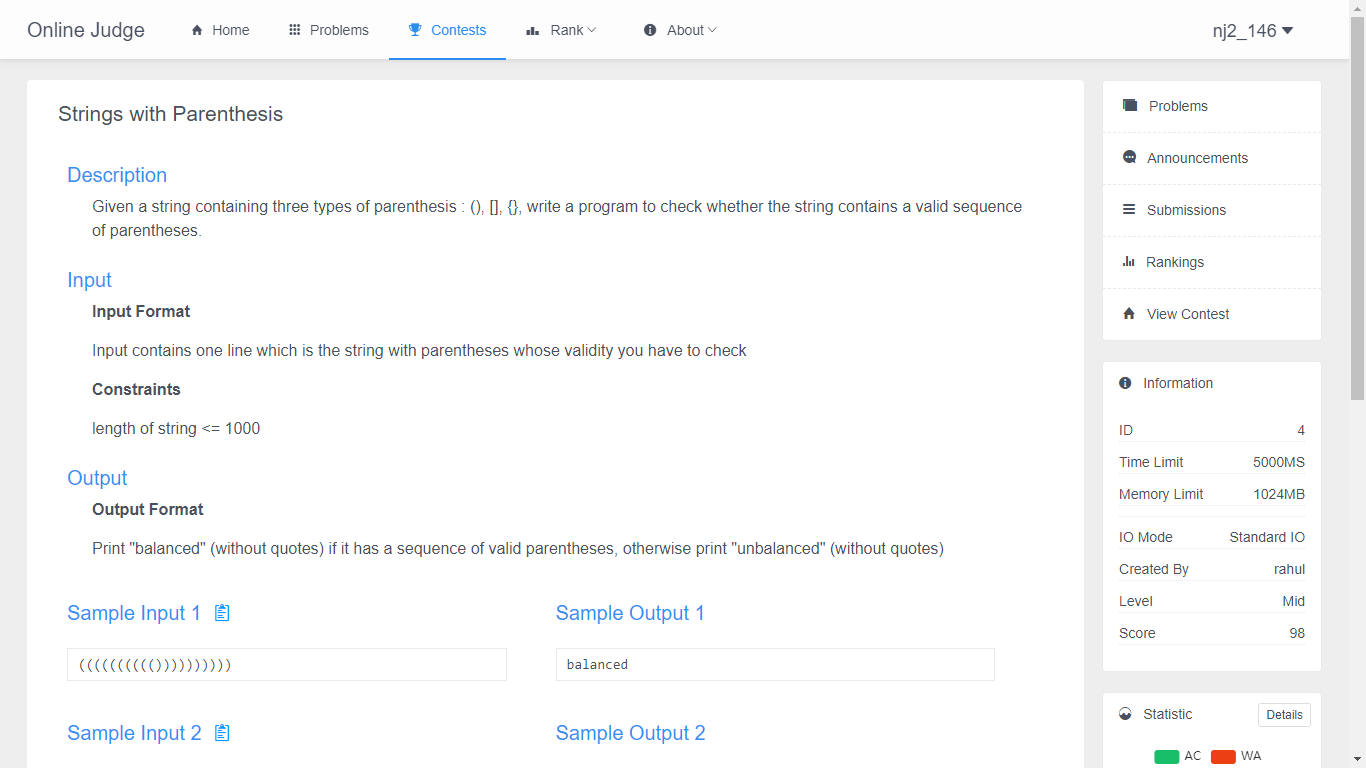 Online Judge
Home
Problems
Contests
Rank
About
nj2_146
Strings with Parenthesis
Description
Given a string containing three types of parenthesis : (), [], {}, write a program to check whether the string contains a valid sequence
of parentheses.
Input
Input Format
Input contains one line which is the string with parentheses whose validity you have to check
Constraints
length of string <= 1000
Output
Output Format
Print "balanced" (without quotes) if it has a sequence of valid parentheses, otherwise print "unbalanced" (without quotes)
Sample Input 1
Sample Output 1
(((((((((())))))))))
balanced
Sample Input 2
Sample Output 2
Problems
Announcements
Submissions
Rankings
View Contest
Information
ID 4
Time Limit 5000MS
Memory Limit 1024MB
IO Mode Standard IO
Created By rahul
Level Mid
Score 98
Statistic
Details
AC WA